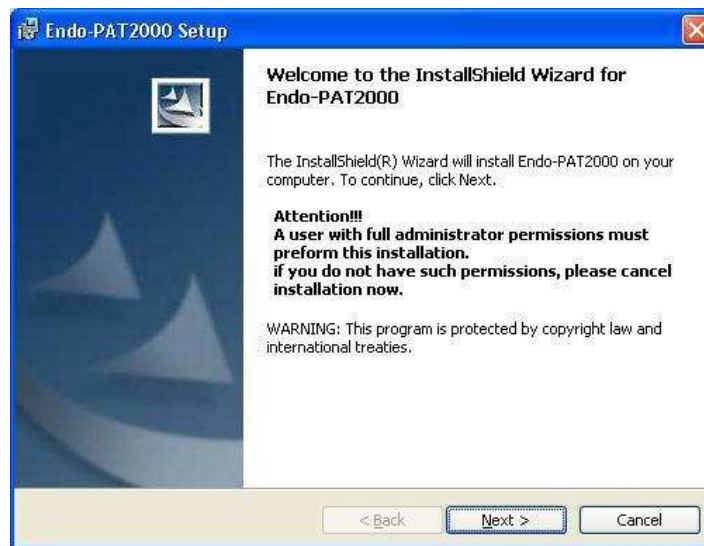 Endo-PAT2000 Setup
Welcome to the InstallShield Wizard for
Endo-PAT2000
The InstallShield(R) Wizard will install Endo-PAT2000 on your
computer. To continue, click Next.
Attention!!!
A user with full administrator permissions must
preform this installation.
if you do not have such permissions, please cancel
installation now.
WARNING: This program is protected by copyright law and
international treaties.
< Back Next > Cancel